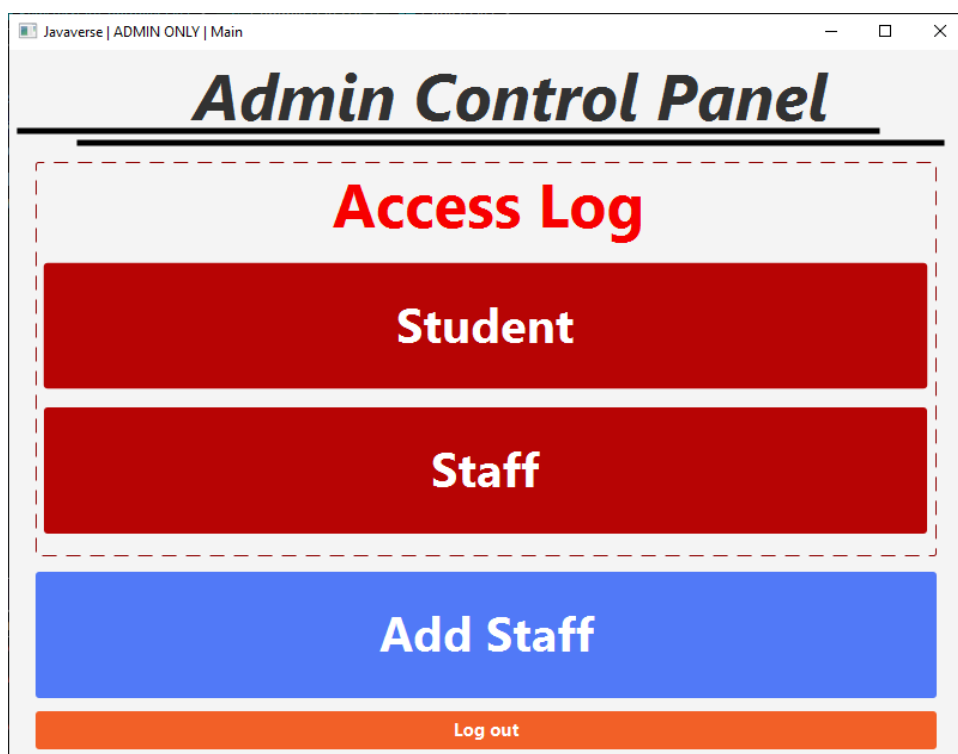 Javaverse | ADMIN ONLY | Main
Admin Control Panel
Access Log
Student
Staff
Add Staff
Log out